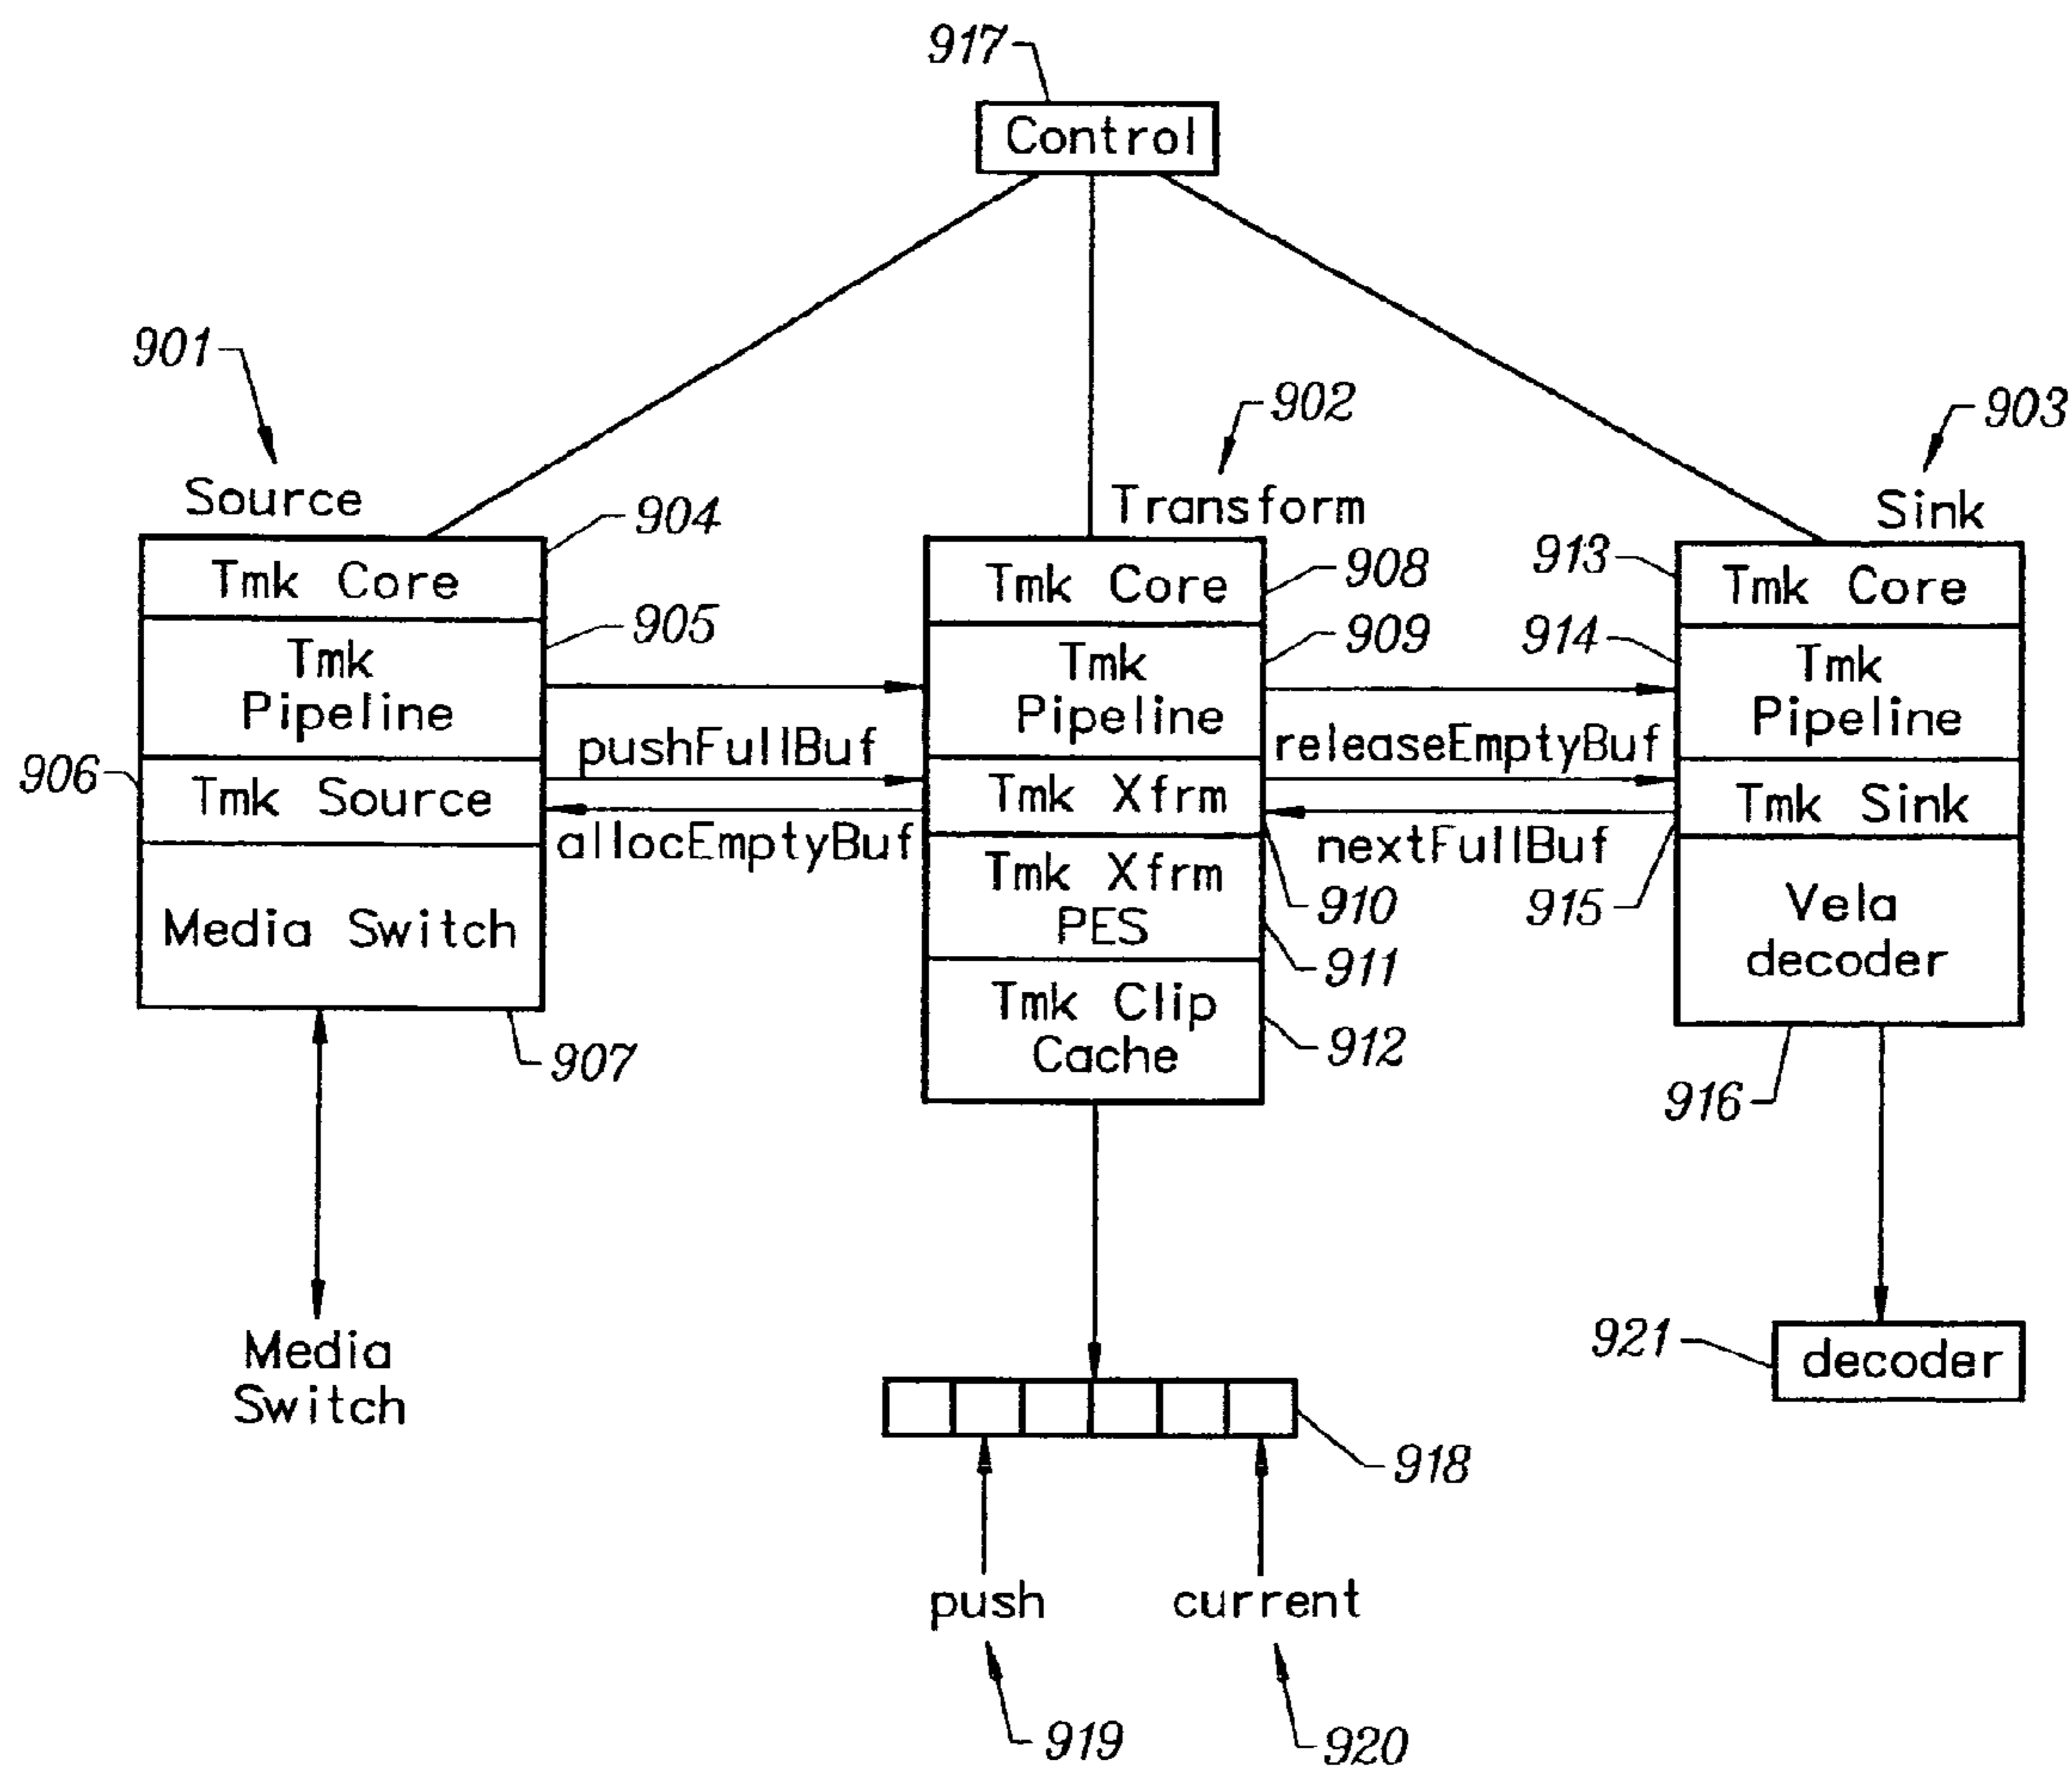 917
Control
901
902
903
Source
Transform
Sink
904
Tmk Core
905
Tmk
Pipeline
906
Tmk Source
Media Switch
907
Media
Switch
pushFullBuf
allocEmptyBuf
Tmk Core
908
Tmk
Pipeline
909
Tmk Xfrm
910
Tmk Xfrm
PES
911
Tmk Clip
Cache
912
releaseEmptyBuf
nextFullBuf
913
Tmk Core
914
Tmk
Pipeline
Tmk Sink
915
Vela
decoder
916
921
decoder
918
push
current
919
920